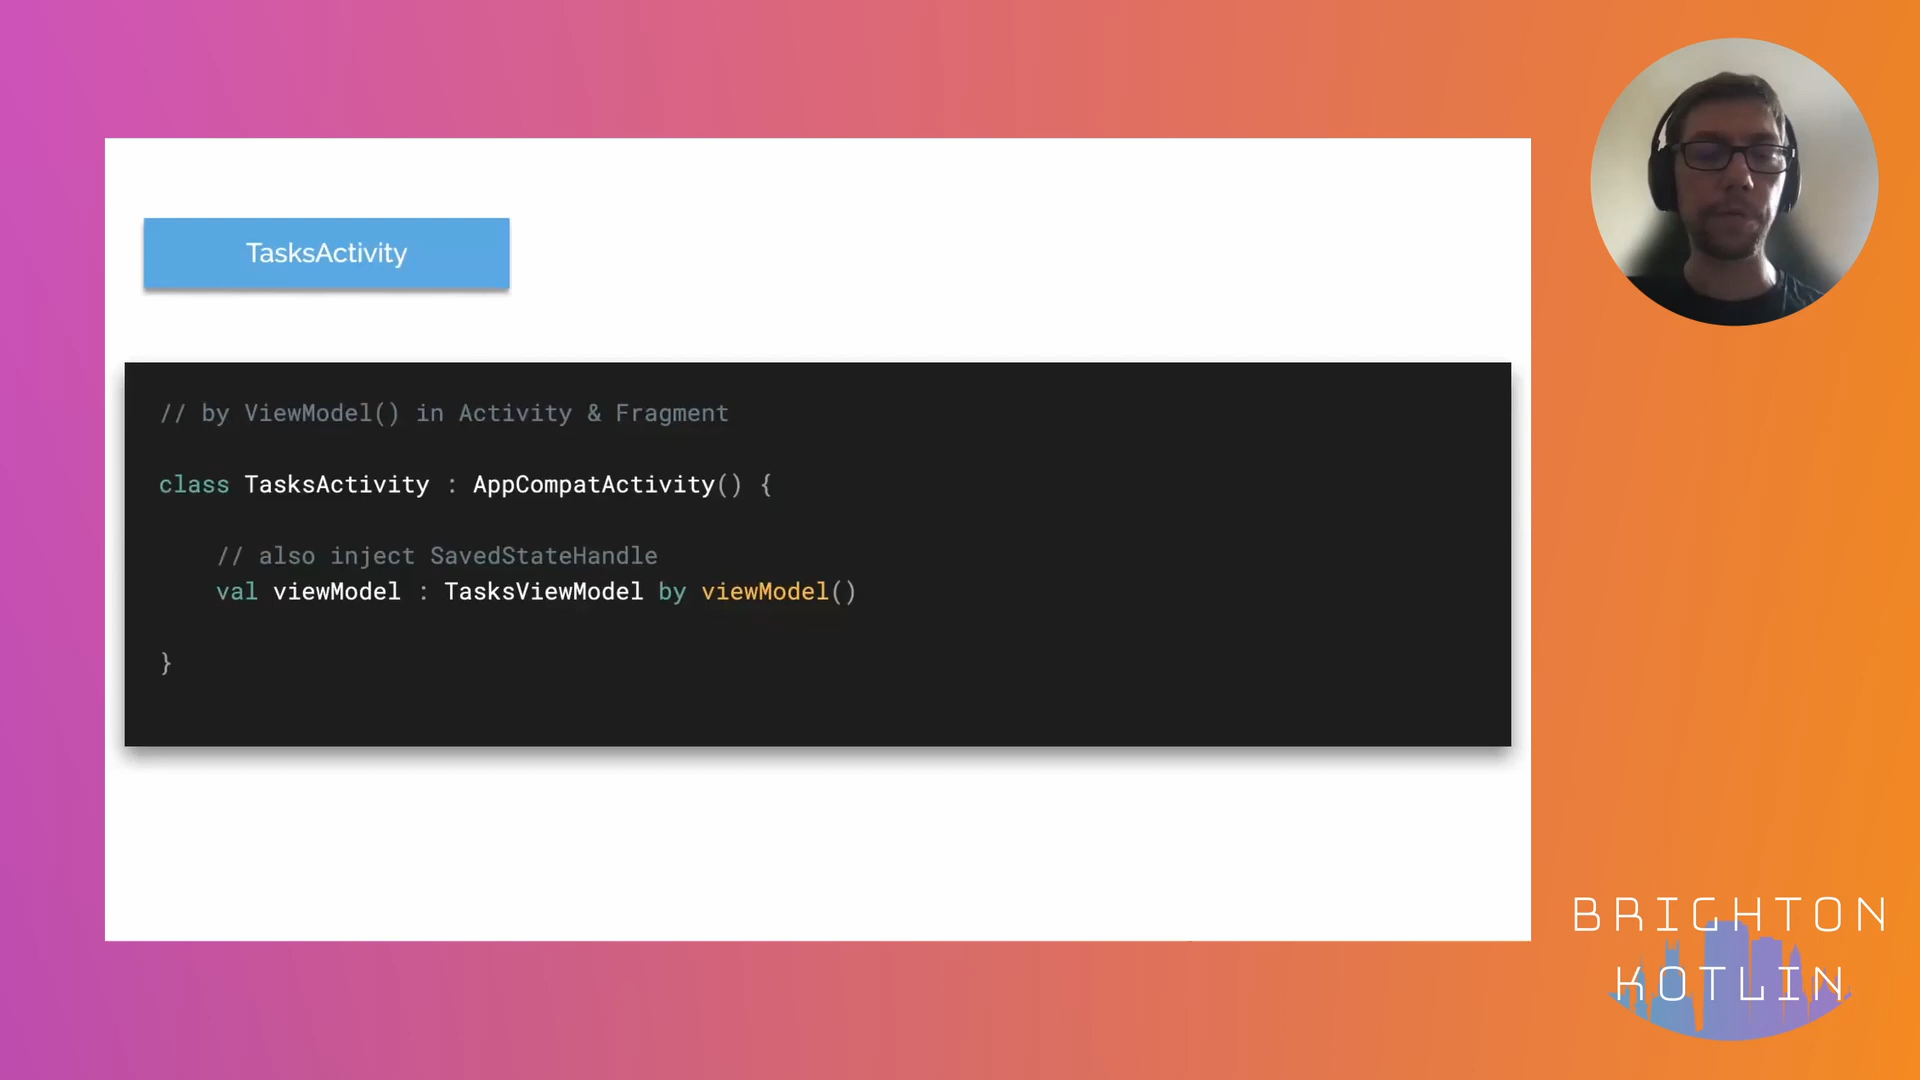 TasksActivity
// by ViewModel() in Activity & Fragment
class TasksActivity : AppCompatActivity() {
// also inject SavedStateHandle
val viewModel : TasksViewModel by viewModel()
}
BRIGHTON
KOTLIN